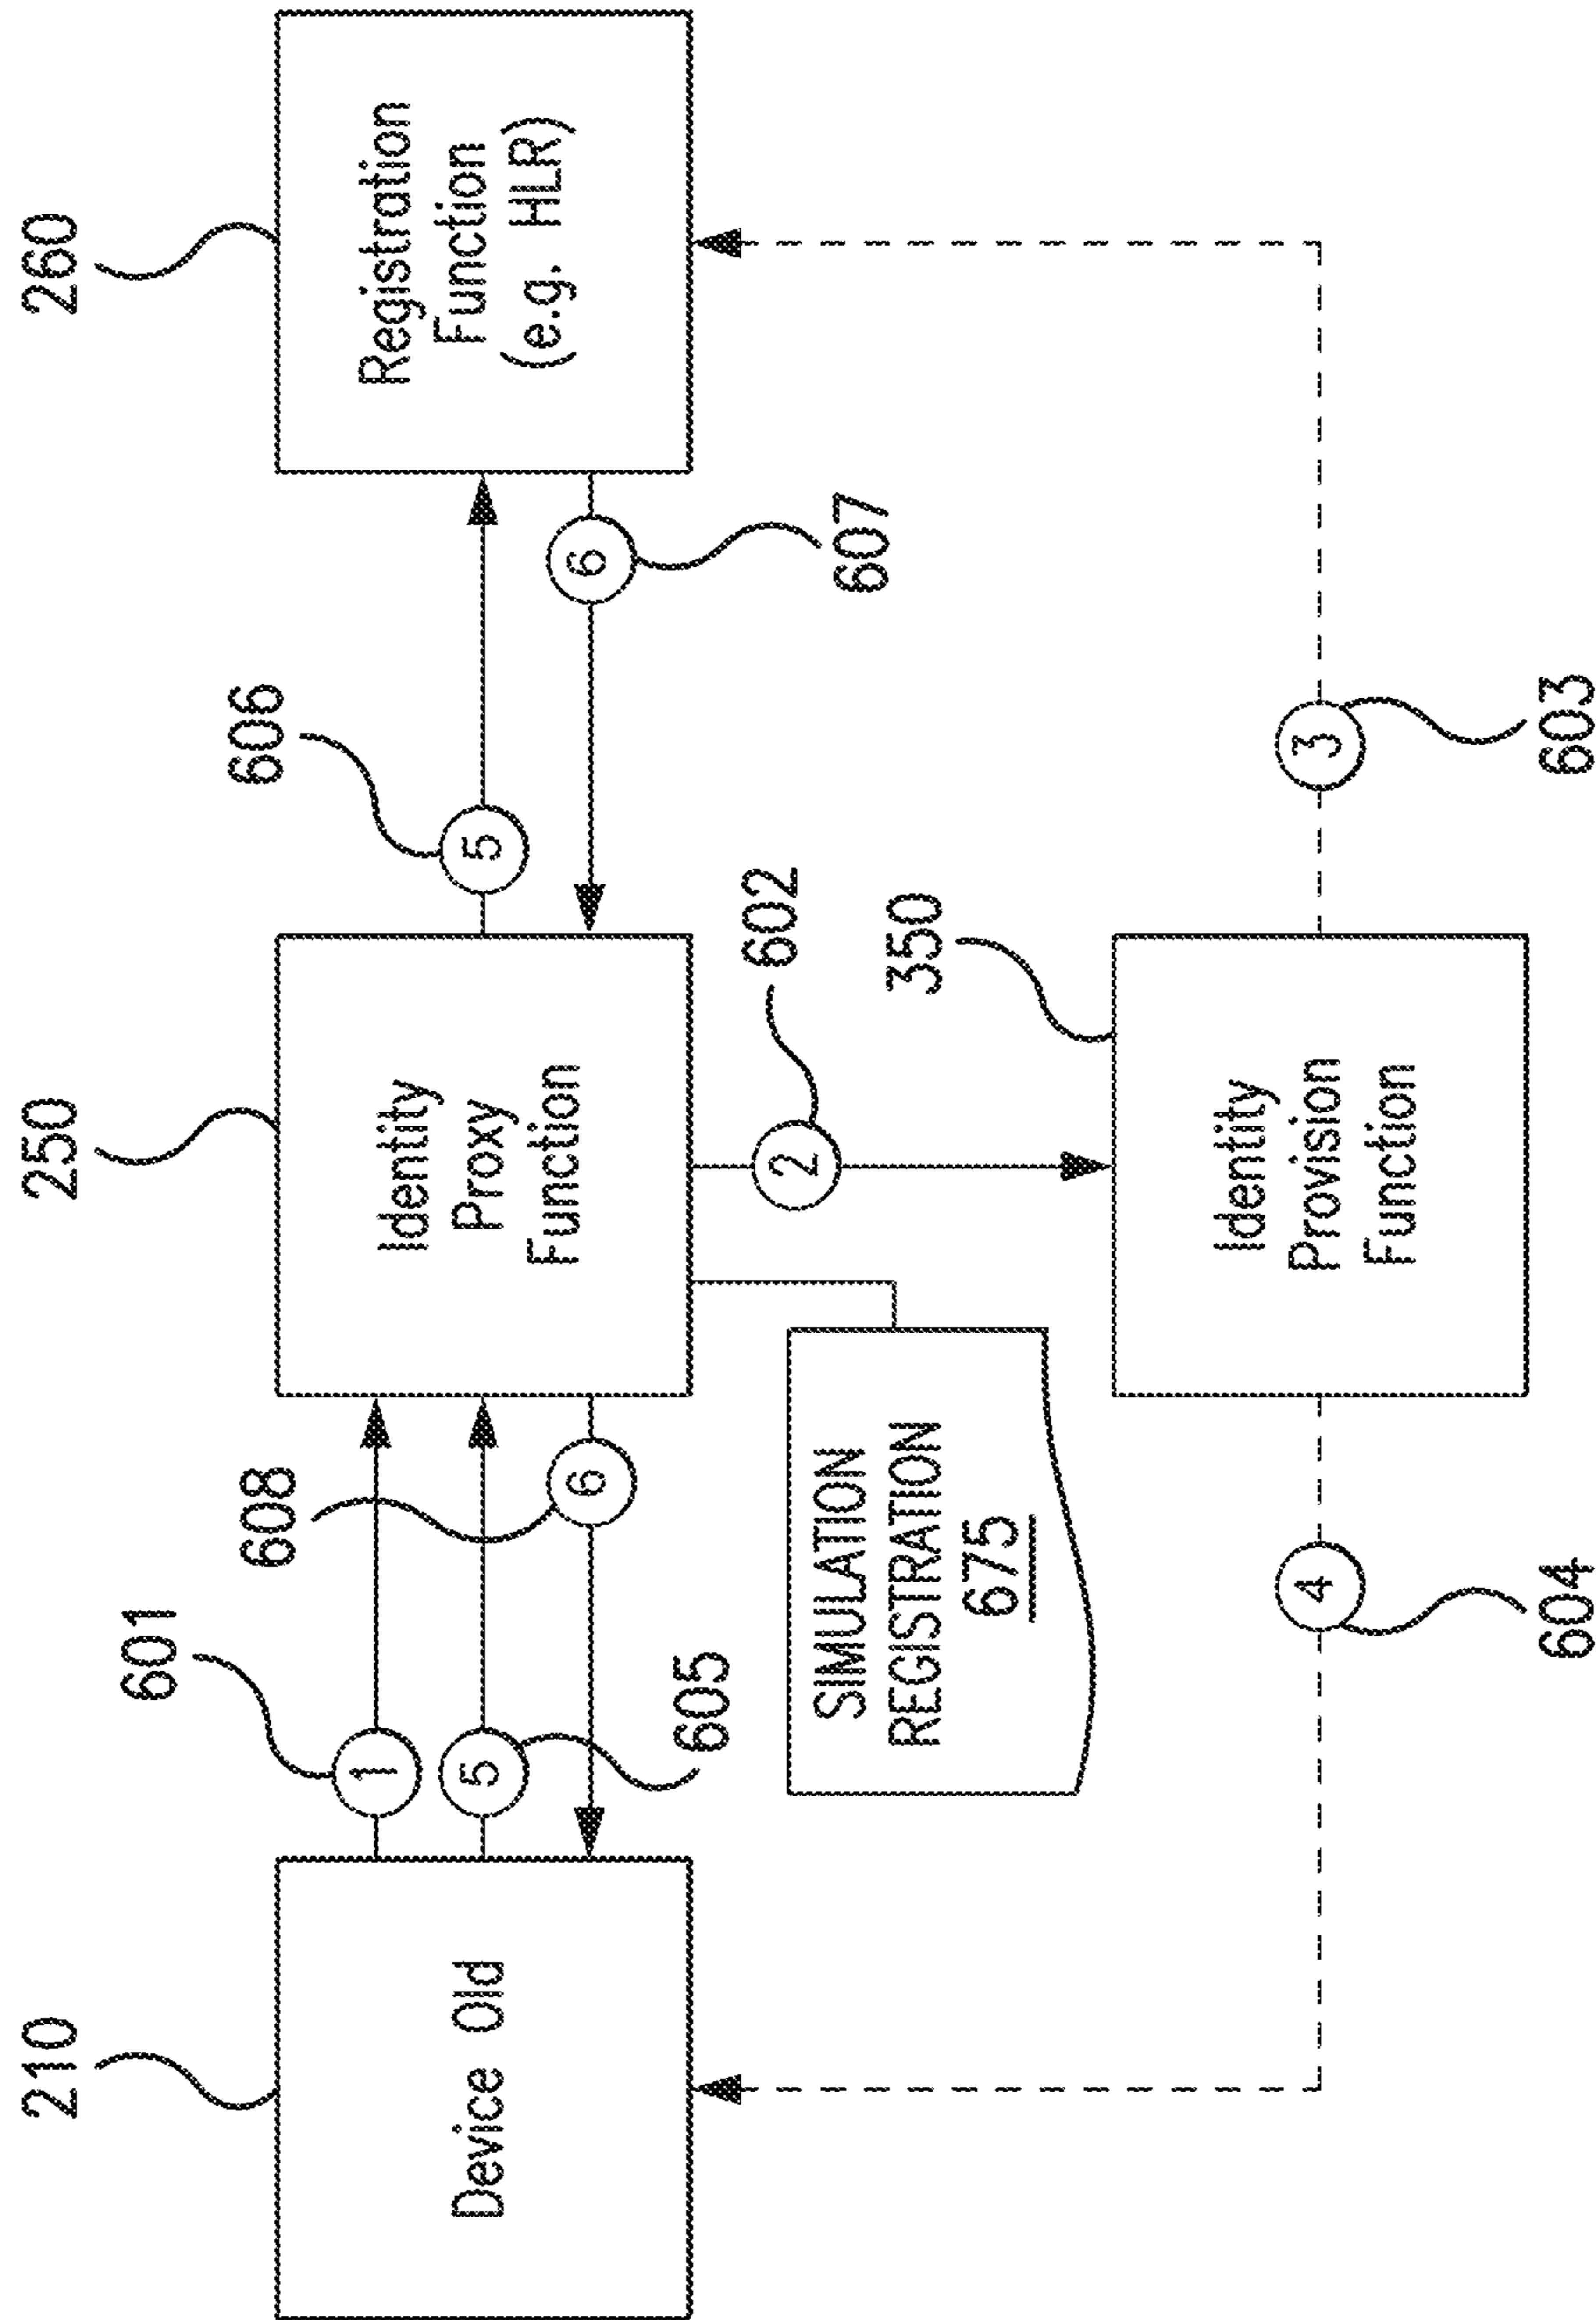 210
250
260
Device Old
Identity
Proxy
Function
Registration
Function
(e.g. HLR)
601
1
608
606
5
5
5
6
6
605
607
2
602
SIMULATION
REGISTRATION
675
350
Identity
Provision
Function
4
604
3
603